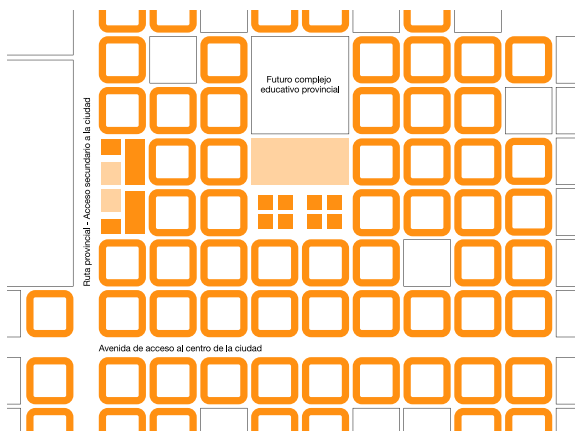 Futuro complejo
educativo provincial
Ruta provincial - Acceso secundario a la ciudad
Avenida de acceso al centro de la ciudad